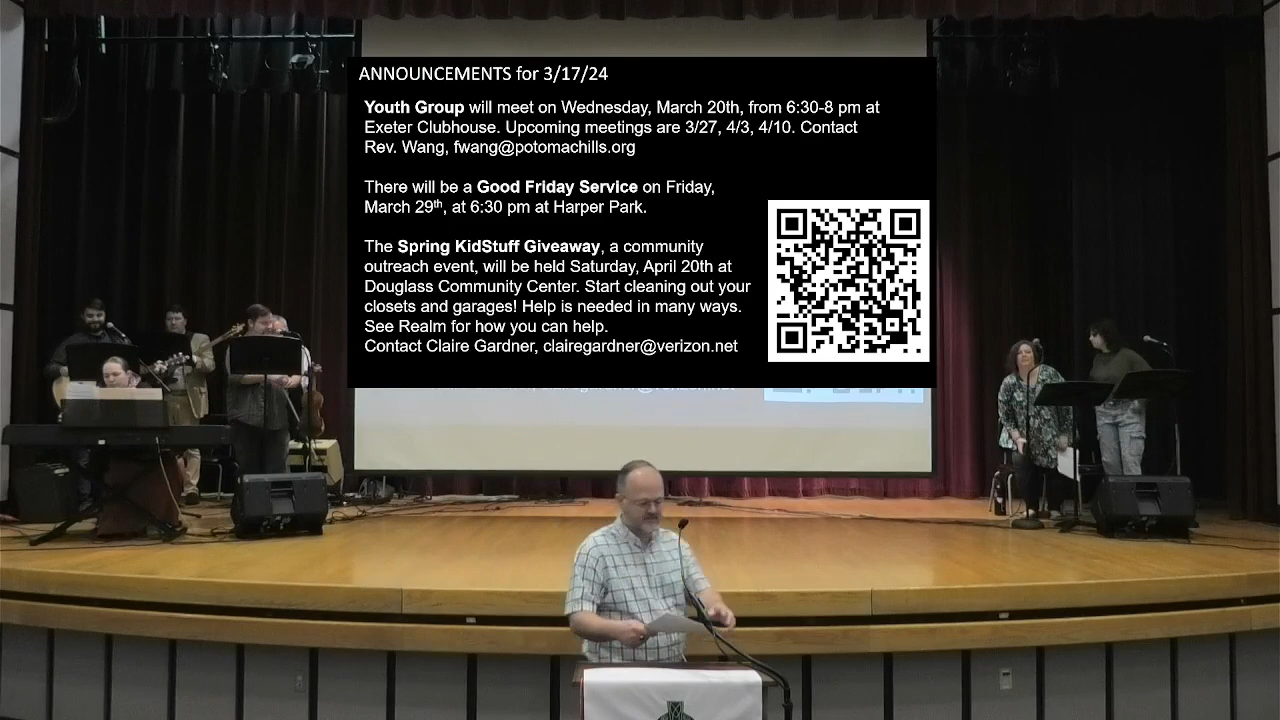 ANNOUNCEMENTS for 3/17/24
Youth Group will meet on Wednesday, March 20th, from 6:30-8 pm at
Exeter Clubhouse. Upcoming meetings are 3/27, 4/3, 4/10. Contact
Rev. Wang, fwang@potomachills.org
There will be a Good Friday Service on Friday,
March 29th, at 6:30 pm at Harper Park.
The Spring KidStuff Giveaway, a community
outreach event, will be held Saturday, April 20th at
Douglass Community Center. Start cleaning out your
closets and garages! Help is needed in many ways.
See Realm for how you can help.
Contact Claire Gardner, clairegardner@verizon.net